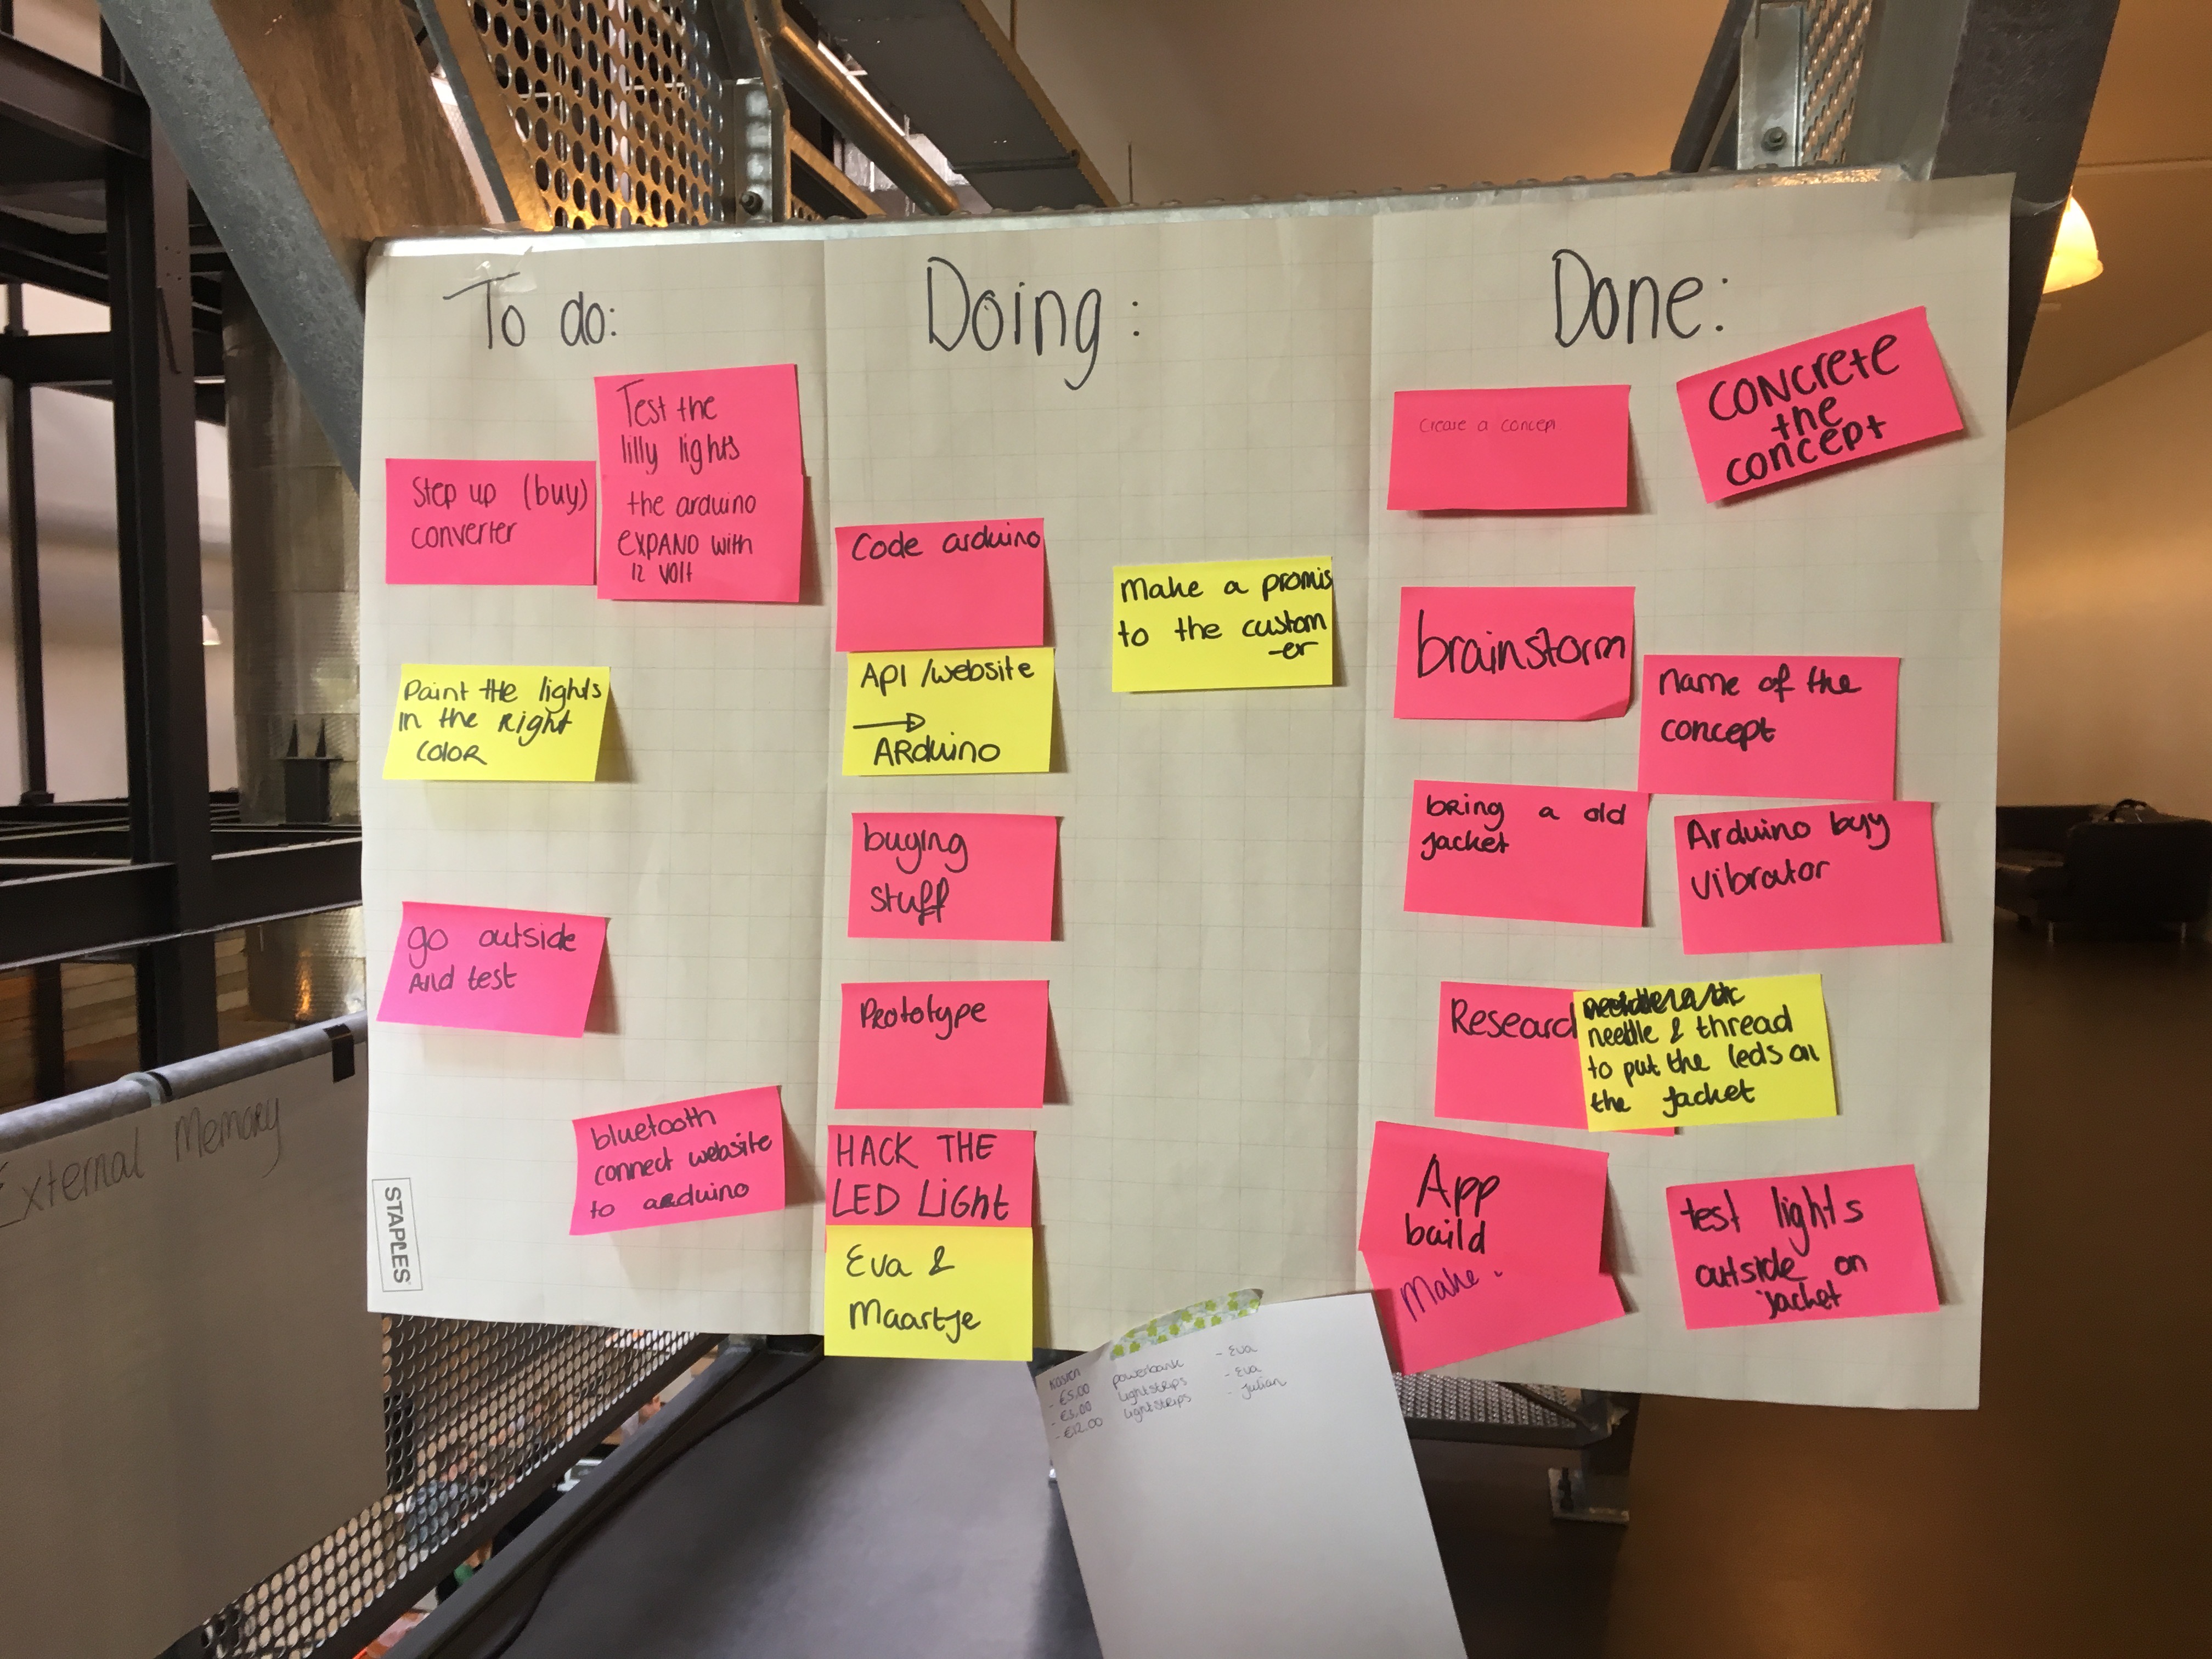 To do:
Test the
lilly lights
Step up (buy)
converter
the arduino
EXPAND with
12 volt
Paint the lights
in the Right
COLOR
go outside
And test
bluetooth
connect website
to arduino
STAPLES
Doing:
Code arduino
Make a promis
to the custom
-er
API /website
→
ARduino
buying
stuff
Prototype
HACK THE
LED LiGht
Eva &
Maartje
Done:
Create a concept
CONCRETE
the
concept
brainstorm
name of the
concept
bring a old
jacket
Arduino buy
vibrator
Research
needle & thread
to put the leds on
the jacket
App
build
Make.
test lights
outside on
jacket
External Memory
- €5.00 powerbank - Eva
- €5.00 lightstrips - Eva
- €12.00 lightstrips - Julian